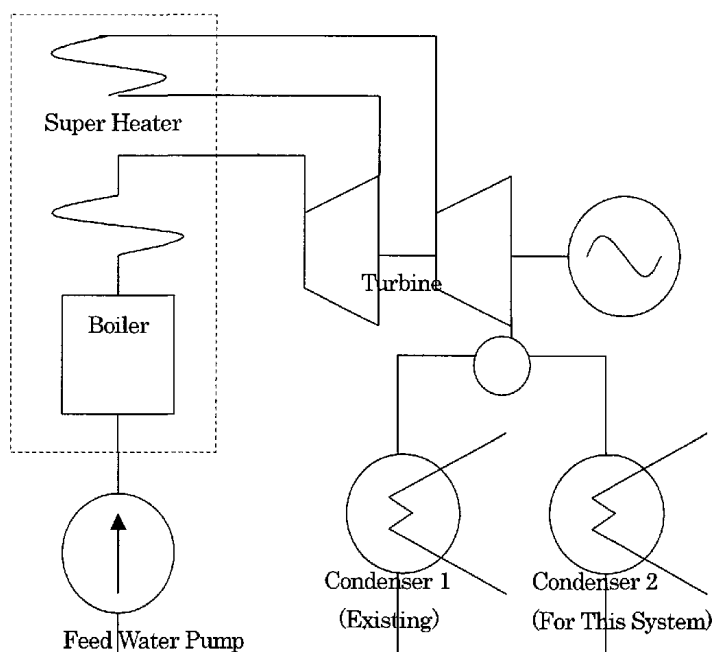 Super Heater
Turbine
Boiler
Condenser 1
(Existing)
Condenser 2
(For This System)
Feed Water Pump